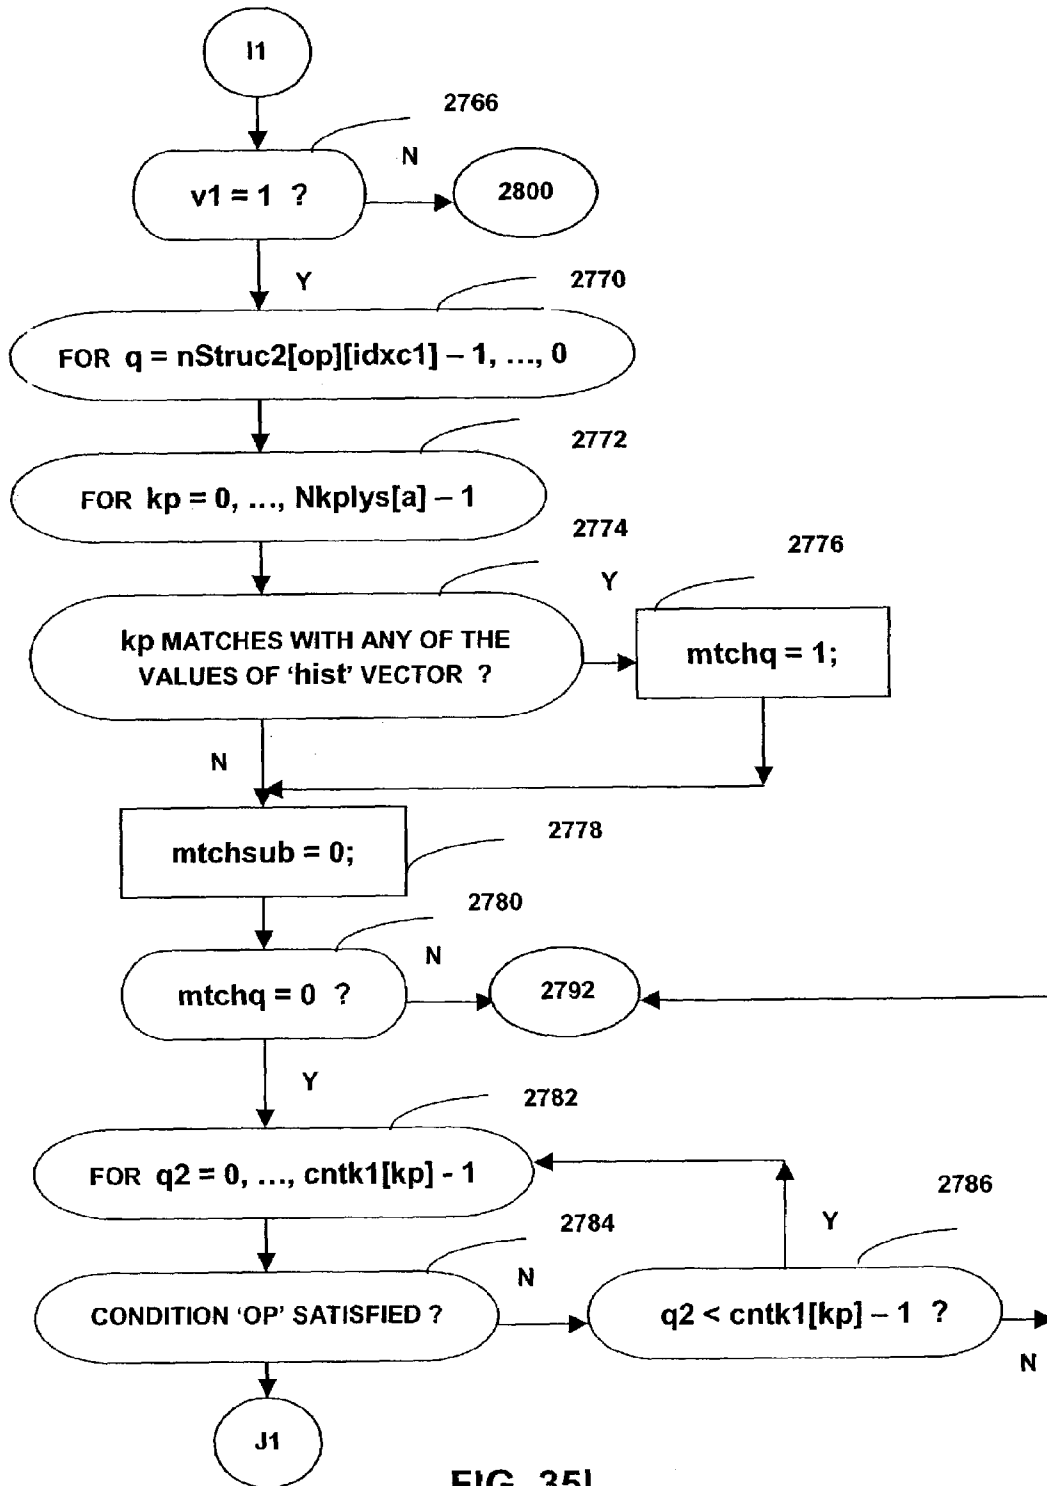 I1
2766
N
v1 = 1 ?
2800
Y
2770
FOR q = nStruc2[op][idxc1] – 1, ..., 0
2772
FOR kp = 0, ..., Nkplys[a] – 1
2774
2776
Y
kp MATCHES WITH ANY OF THE
VALUES OF ‘hist’ VECTOR ?
mtchq = 1;
N
2778
mtchsub = 0;
2780
N
mtchq = 0 ?
2792
Y
2782
FOR q2 = 0, ..., cntk1[kp] - 1
2786
2784
Y
N
CONDITION ‘OP’ SATISFIED ?
q2 < cntk1[kp] – 1 ?
N
J1
FIG. 35I